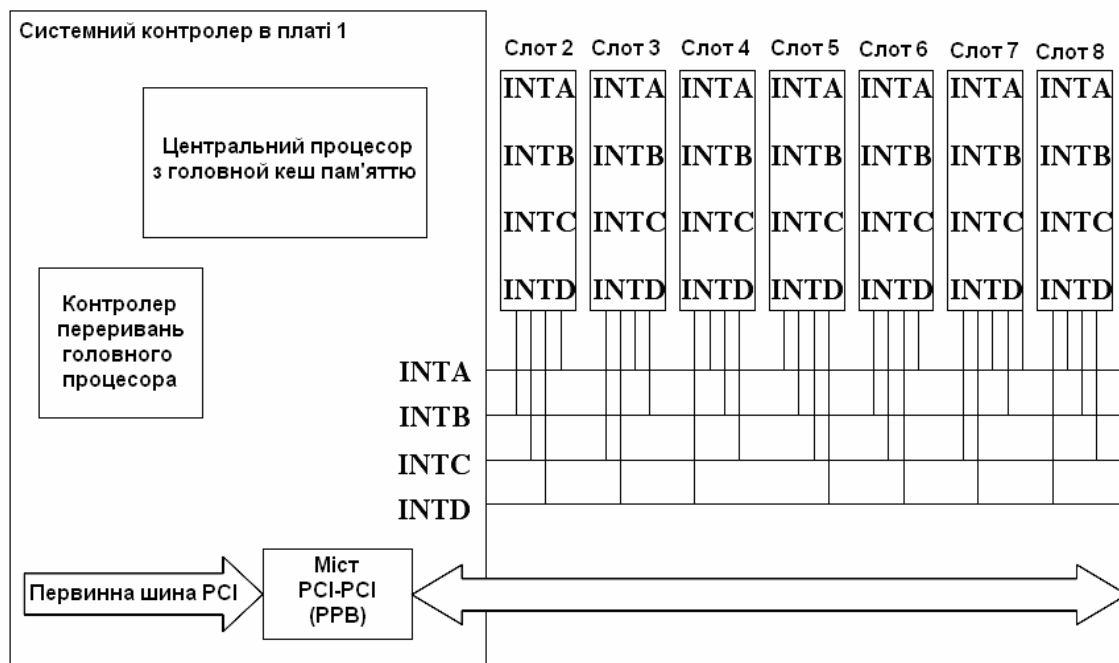 Системний контролер в платі 1
Слот 2 Слот 3 Слот 4 Слот 5 Слот 6 Слот 7 Слот 8
INTA INTA INTA INTA INTA INTA INTA
INTB INTB INTB INTB INTB INTB INTB
INTC INTC INTC INTC INTC INTC INTC
INTD INTD INTD INTD INTD INTD INTD
Центральний процесор
з головной кеш пам'яттю
Контролер
переривань
головного
процесора
INTA
INTB
INTC
INTD
Первинна шина PCI
Міст
PCI-PCI
(PPB)